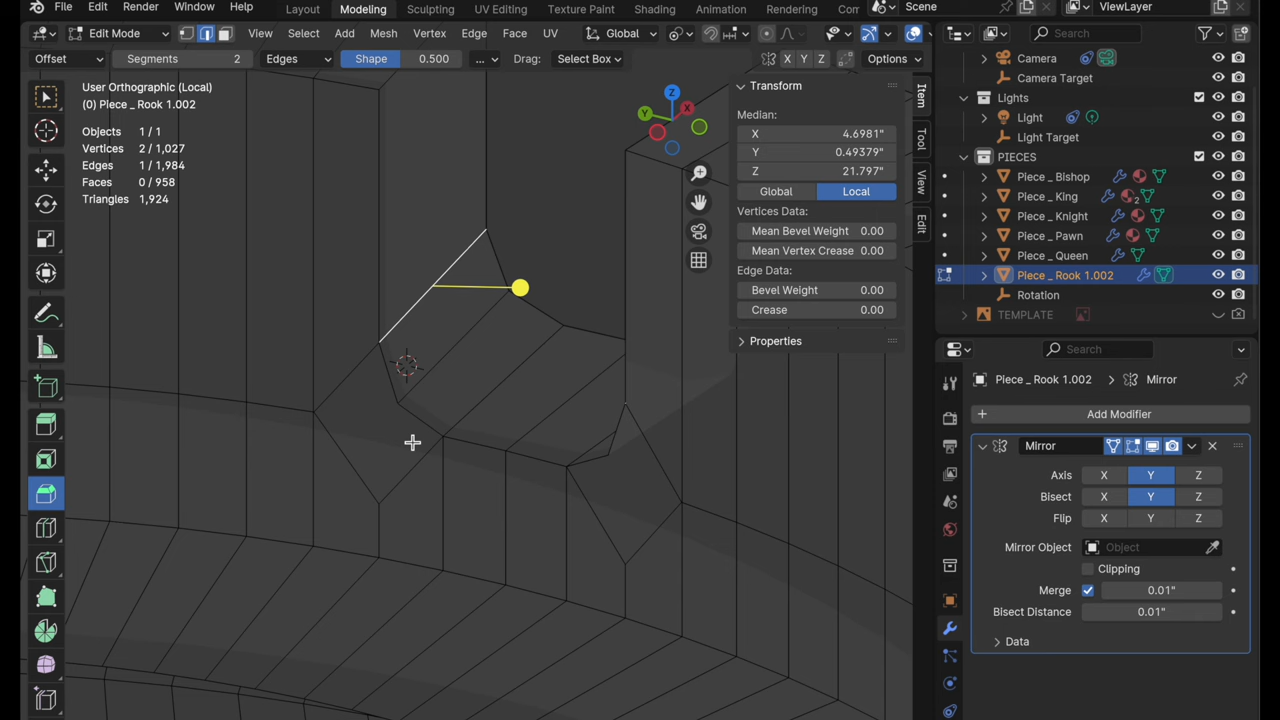 File Edit Render Window Help Layout Modeling Sculpting UV Editing Texture Paint Shading Animation Rendering Scene ViewLayer
Edit Mode View Select Add Mesh Vertex Edge Face UV Global Search
Offset Segments 2 Edges Shape 0.500 ... Drag: Select Box X Y Z Options
User Orthographic (Local)
(0) Piece _ Rook 1.002
Objects 1 / 1
Vertices 2 / 1,027
Edges 1 / 1,984
Faces 0 / 958
Triangles 1,924
Z
Y
X
Transform
Median:
X 4.6981"
Y 0.49379"
Z 21.797"
Global Local
Vertices Data:
Mean Bevel Weight 0.00
Mean Vertex Crease 0.00
Edge Data:
Bevel Weight 0.00
Crease 0.00
Properties
Item
Tool
View
Edit
Camera
Camera Target
Lights
Light
Light Target
PIECES
Piece _ Bishop
Piece _ King 2
Piece _ Knight
Piece _ Pawn
Piece _ Queen
Piece _ Rook 1.002
Rotation
TEMPLATE
Search
Piece _ Rook 1.002 Mirror
Add Modifier
Mirror
Axis X Y Z
Bisect X Y Z
Flip X Y Z
Mirror Object Object
Clipping
Merge 0.01"
Bisect Distance 0.01"
Data